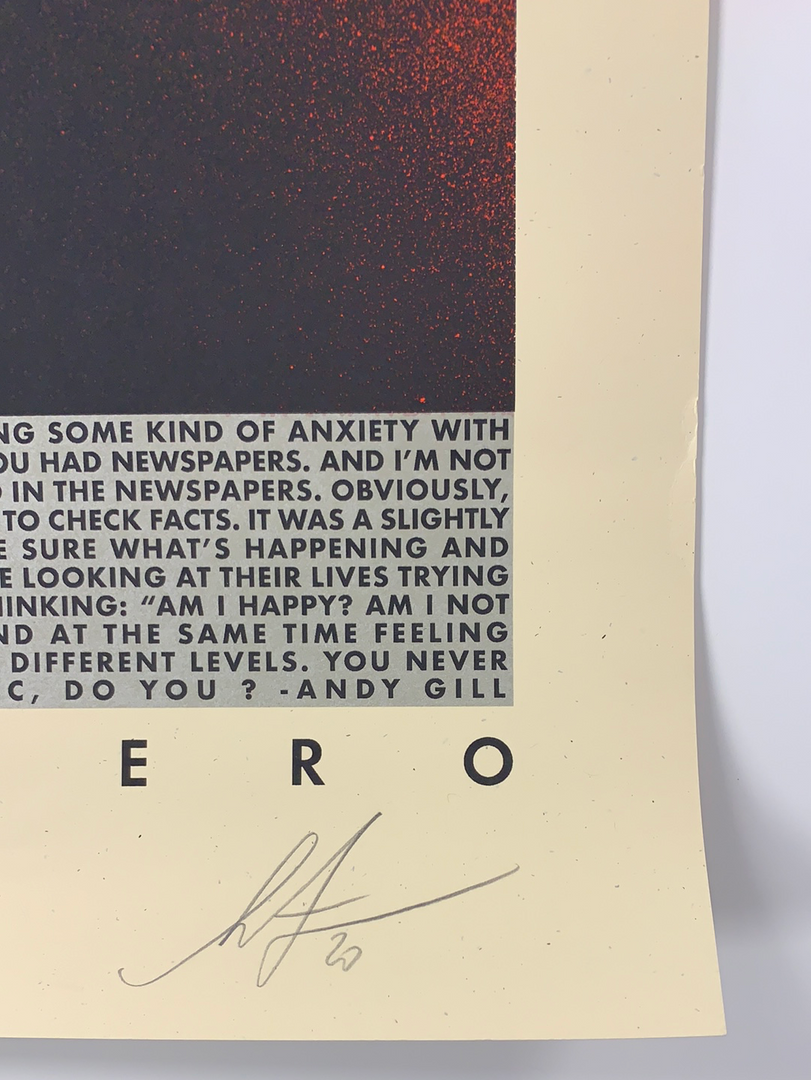 NG SOME KIND OF ANXIETY WITH
OU HAD NEWSPAPERS. AND I'M NOT
IN THE NEWSPAPERS. OBVIOUSLY,
TO CHECK FACTS. IT WAS A SLIGHTLY
E SURE WHAT'S HAPPENING AND
E LOOKING AT THEIR LIVES TRYING
HINKING: “AM I HAPPY? AM I NOT
ND AT THE SAME TIME FEELING
DIFFERENT LEVELS. YOU NEVER
C, DO YOU ? -ANDY GILL
E R O
20